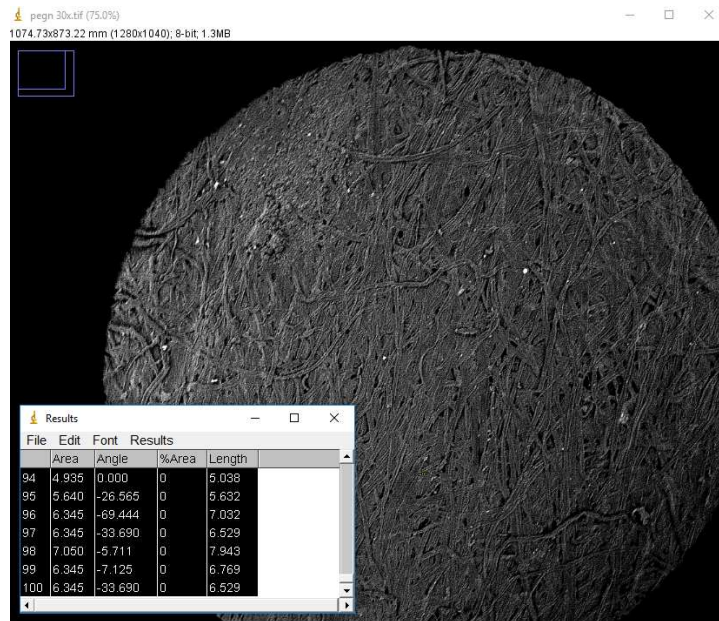 pegn 30x.tif (75.0%)
1074.73x873.22 mm (1280x1040); 8-bit; 1.3MB
Results
File Edit Font Results
Area Angle %Area Length
94 4.935 0.000 0 5.038
95 5.640 -26.565 0 5.632
96 6.345 -69.444 0 7.032
97 6.345 -33.690 0 6.529
98 7.050 -5.711 0 7.943
99 6.345 -7.125 0 6.769
100 6.345 -33.690 0 6.529